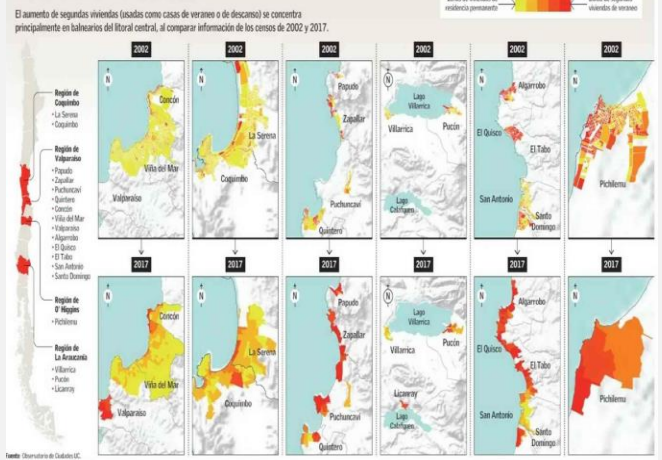 residencia permanente
viviendas de veraneo
El aumento de segundas viviendas (usadas como casas de veraneo o de descanso) se concentra
principalmente en balnearios del litoral central, al comparar información de los censos de 2002 y 2017.
Región de
Coquimbo
• La Serena
• Coquimbo
Región de
Valparaíso
• Papudo
• Zapallar
• Puchuncaví
• Quintero
• Concón
• Viña del Mar
• Valparaíso
• Algarrobo
• El Quisco
• El Tabo
• San Antonio
• Santo Domingo
Región de
O'Higgins
• Pichilemu
Región de
La Araucanía
• Villarrica
• Pucón
• Licanray
2002
N
Concón
Viña del Mar
Valparaíso
2002
N
La Serena
Coquimbo
2002
N
Papudo
Zapallar
Puchuncaví
Quintero
2002
N
Lago
Villarrica
Villarrica
Pucón
Lago
Calafquén
2002
N
Algarrobo
El Quisco
El Tabo
San Antonio
Santo
Domingo
2002
N
Pichilemu
2017
N
Concón
Viña del Mar
Valparaíso
2017
N
La Serena
Coquimbo
2017
N
Papudo
Zapallar
Puchuncaví
Quintero
2017
N
Lago
Villarrica
Villarrica
Pucón
Licanray
Lago
Calafquén
2017
N
Algarrobo
El Quisco
El Tabo
San Antonio
Santo
Domingo
2017
N
Pichilemu
Fuente: Observatorio de Ciudades UC.